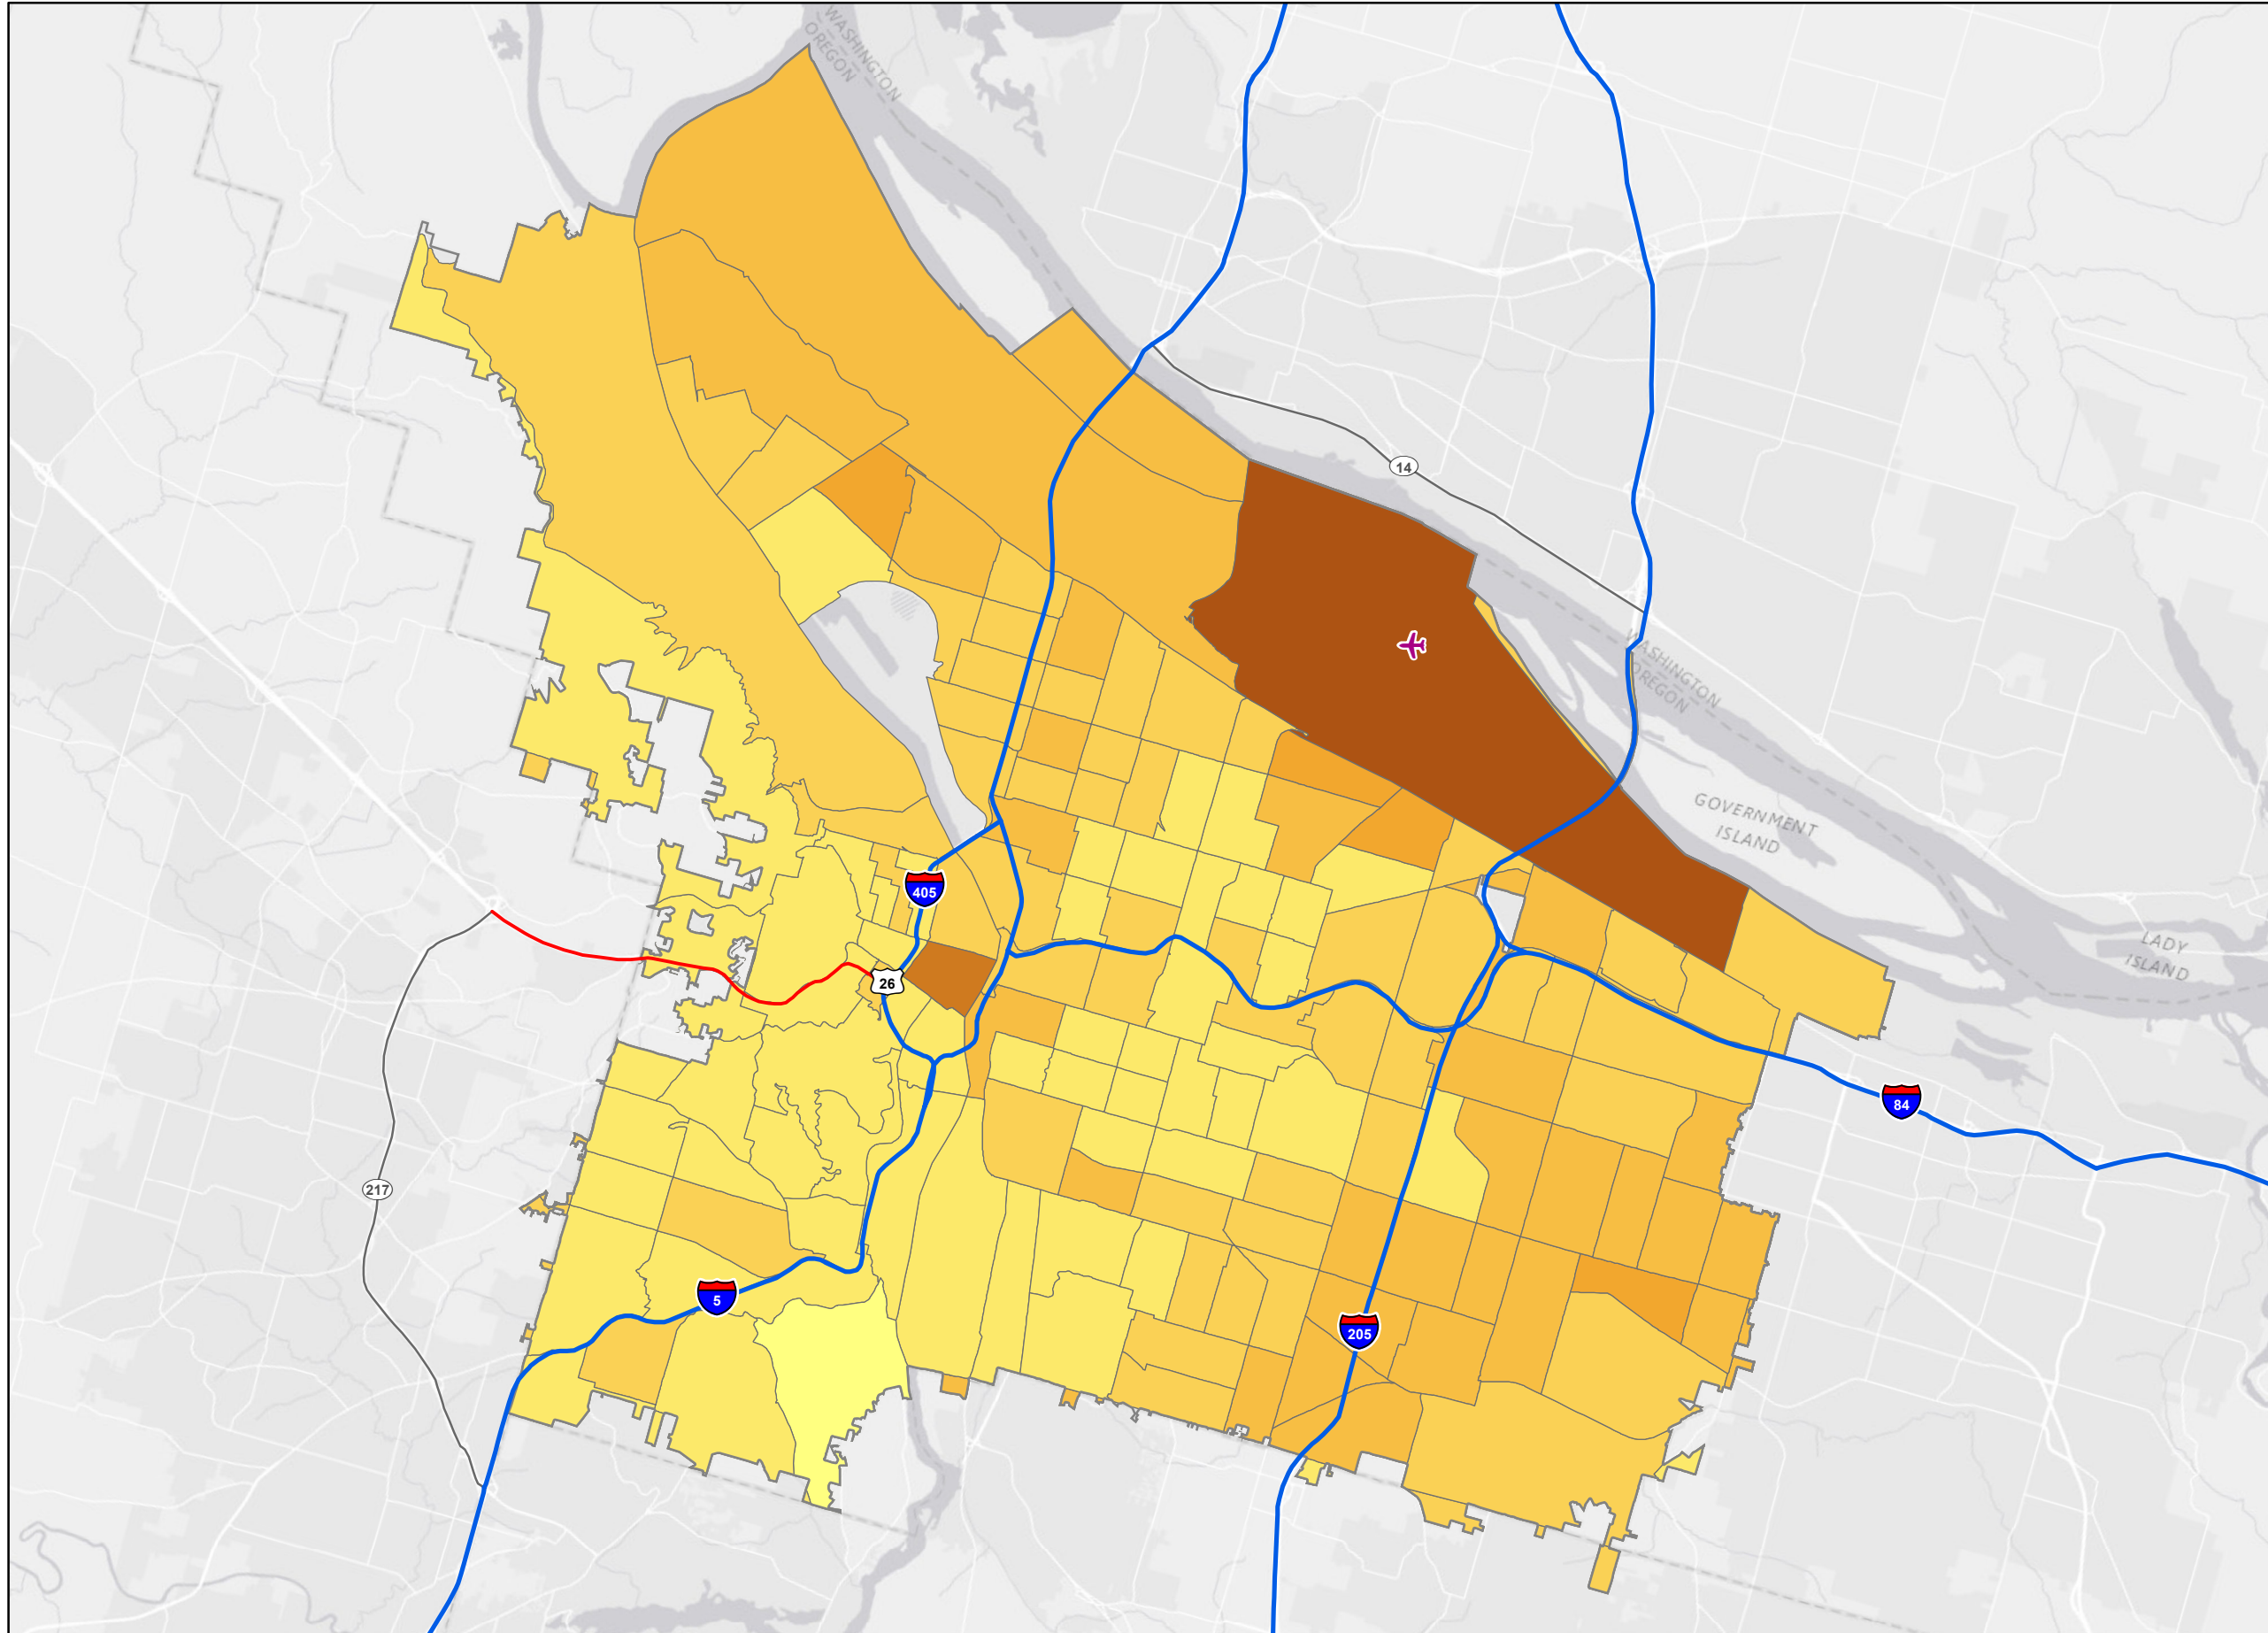 WASHINGTON
OREGON
14
WASHINGTON
OREGON
GOVERNMENT
ISLAND
405
LADY
ISLAND
26
84
217
5
205